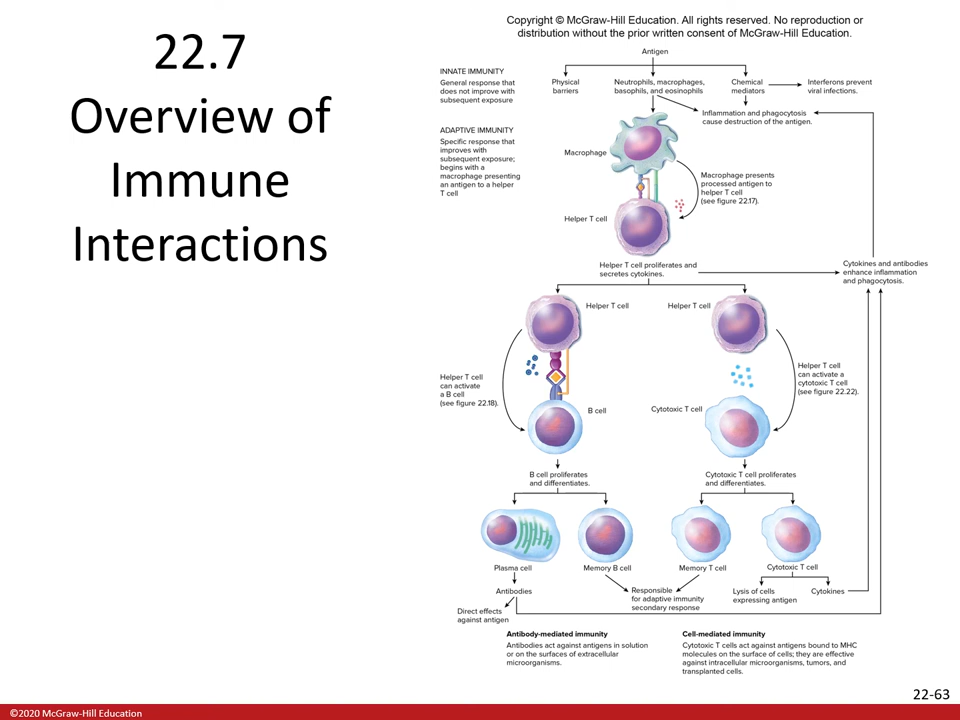 22.7
Overview of
Immune
Interactions
Copyright © McGraw-Hill Education. All rights reserved. No reproduction or
distribution without the prior written consent of McGraw-Hill Education.
Antigen
INNATE IMMUNITY
General response that
does not improve with
subsequent exposure
Physical
barriers
Neutrophils, macrophages,
basophils, and eosinophils
Chemical
mediators
Interferons prevent
viral infections.
Inflammation and phagocytosis
cause destruction of the antigen.
ADAPTIVE IMMUNITY
Specific response that
improves with
subsequent exposure;
begins with a
macrophage presenting
an antigen to a helper
T cell
Macrophage
Macrophage presents
processed antigen to
helper T cell
(see figure 22.17).
Helper T cell
Helper T cell proliferates and
secretes cytokines.
Cytokines and antibodies
enhance inflammation
and phagocytosis.
Helper T cell
Helper T cell
Helper T cell
can activate
a B cell
(see figure 22.18).
Helper T cell
can activate a
cytotoxic T cell
(see figure 22.22).
B cell
Cytotoxic T cell
B cell proliferates
and differentiates.
Cytotoxic T cell proliferates
and differentiates.
Plasma cell
Memory B cell
Memory T cell
Cytotoxic T cell
Antibodies
Responsible
for adaptive immunity
secondary response
Lysis of cells
expressing antigen
Cytokines
Direct effects
against antigen
Antibody-mediated immunity
Antibodies act against antigens in solution
or on the surfaces of extracellular
microorganisms.
Cell-mediated immunity
Cytotoxic T cells act against antigens bound to MHC
molecules on the surface of cells; they are effective
against intracellular microorganisms, tumors, and
transplanted cells.
22-63
©2020 McGraw-Hill Education